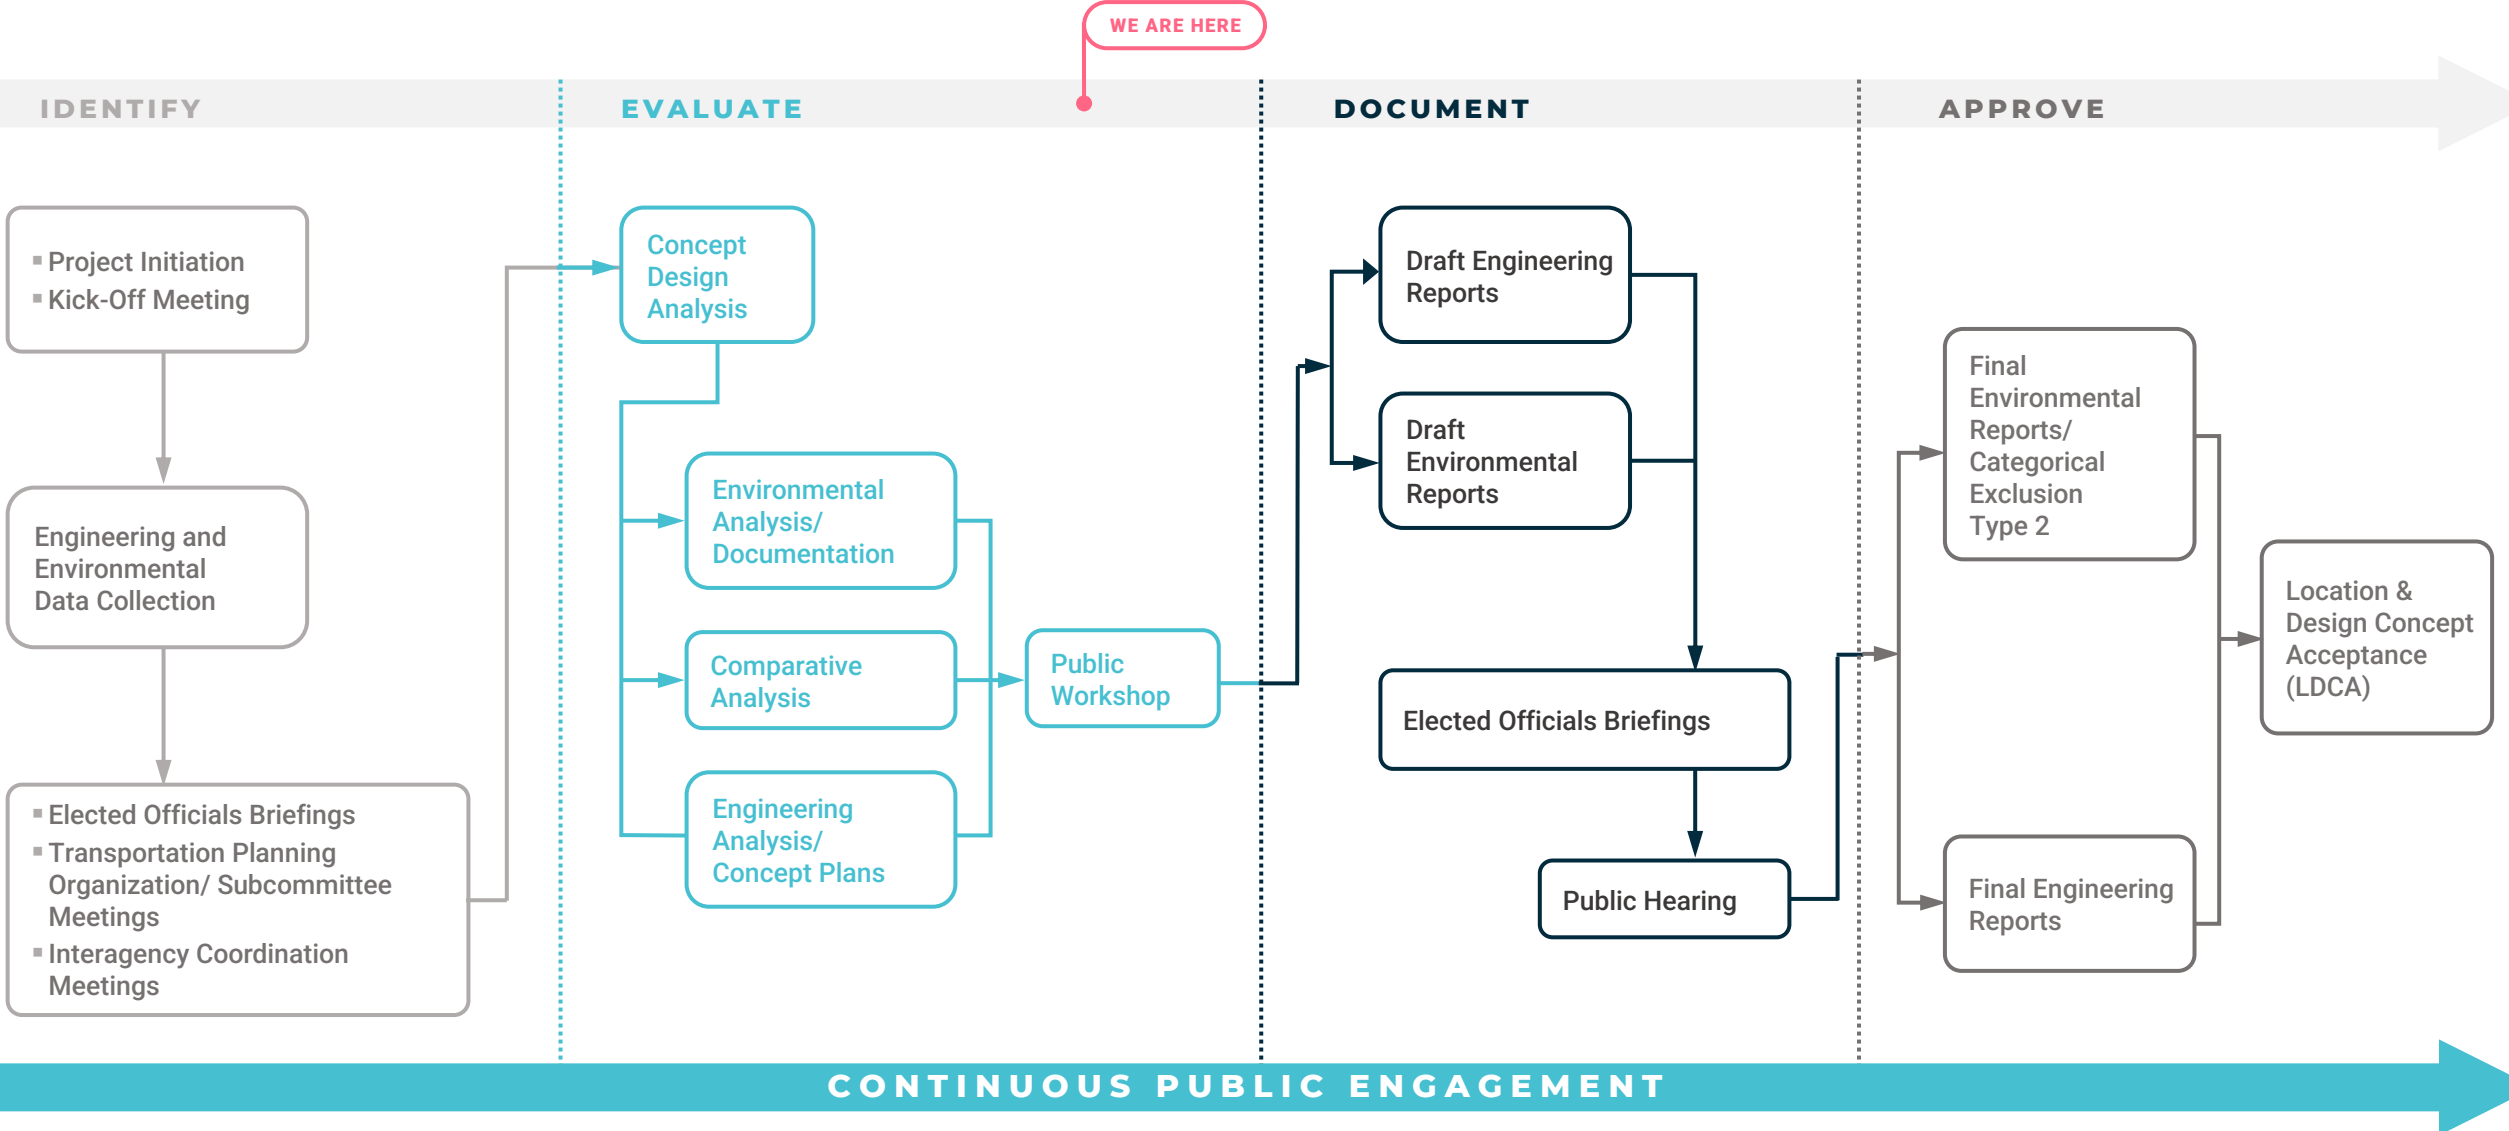 WE ARE HERE
IDENTIFY
EVALUATE
DOCUMENT
APPROVE
Project Initiation
Kick-Off Meeting
Engineering and
Environmental
Data Collection
Elected Officials Briefings
Transportation Planning
Organization/ Subcommittee
Meetings
Interagency Coordination
Meetings
Concept
Design
Analysis
Environmental
Analysis/
Documentation
Comparative
Analysis
Engineering
Analysis/
Concept Plans
Public
Workshop
Draft Engineering
Reports
Draft
Environmental
Reports
Elected Officials Briefings
Public Hearing
Final
Environmental
Reports/
Categorical
Exclusion
Type 2
Final Engineering
Reports
Location &
Design Concept
Acceptance
(LDCA)
CONTINUOUS PUBLIC ENGAGEMENT